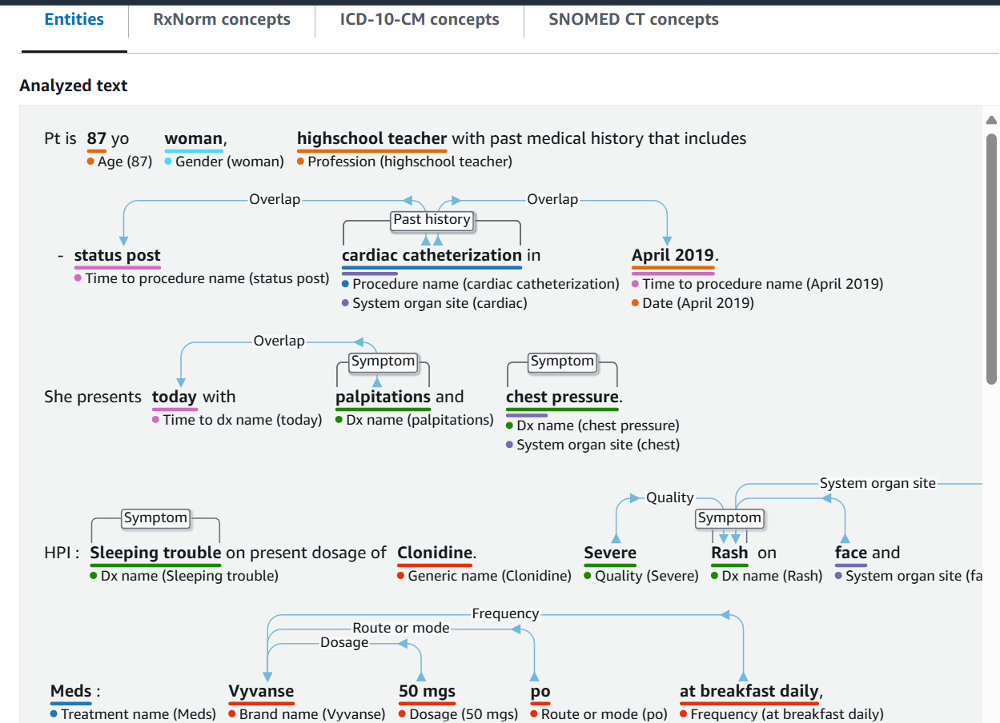 Entities RxNorm concepts ICD-10-CM concepts SNOMED CT concepts
Analyzed text
Pt is 87 yo woman, highschool teacher with past medical history that includes
Age (87) Gender (woman) Profession (highschool teacher)
Overlap Overlap
Past history
- status post cardiac catheterization in April 2019.
Time to procedure name (status post) Procedure name (cardiac catheterization) Time to procedure name (April 2019)
System organ site (cardiac) Date (April 2019)
Overlap
Symptom Symptom
She presents today with palpitations and chest pressure.
Time to dx name (today) Dx name (palpitations) Dx name (chest pressure)
System organ site (chest)
System organ site
Quality
Symptom Symptom
HPI : Sleeping trouble on present dosage of Clonidine. Severe Rash on face and
Dx name (Sleeping trouble) Generic name (Clonidine) Quality (Severe) Dx name (Rash) System organ site (fa
Frequency
Route or mode
Dosage
Meds : Vyvanse 50 mgs po at breakfast daily,
Treatment name (Meds) Brand name (Vyvanse) Dosage (50 mgs) Route or mode (po) Frequency (at breakfast daily)